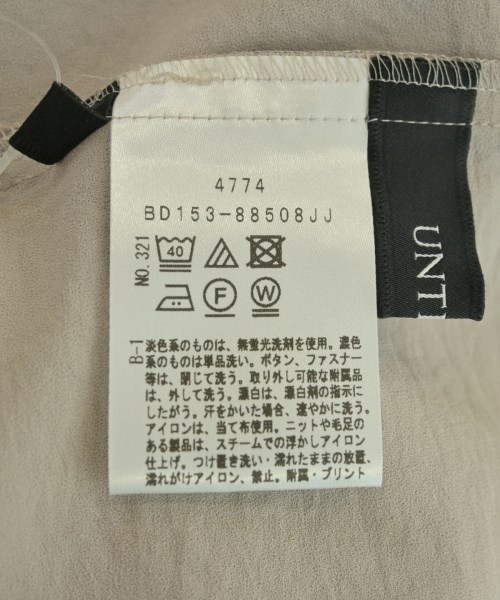 4774
BD153-88508JJ
NO.321
40
F
W
B-1
淡色系のものは、無蛍光洗剤を使用。濃色
系のものは単品洗い。ボタン、ファスナー
等は、閉じて洗う。取り外し可能な附属品
は、外して洗う。漂白は、漂白剤の指示に
したがう。汗をかいた場合、速やかに洗う。
アイロンは、当て布使用。ニットや毛足の
ある製品は、スチームでの浮かしアイロン
仕上げ。つけ置き洗い・濡れたままの放置、
濡れがけアイロン、禁止。附属・プリント
UNTI